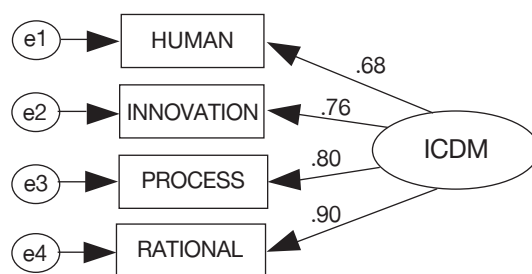 e1
HUMAN
.68
e2
INNOVATION
.76
ICDM
e3
PROCESS
.80
.90
e4
RATIONAL